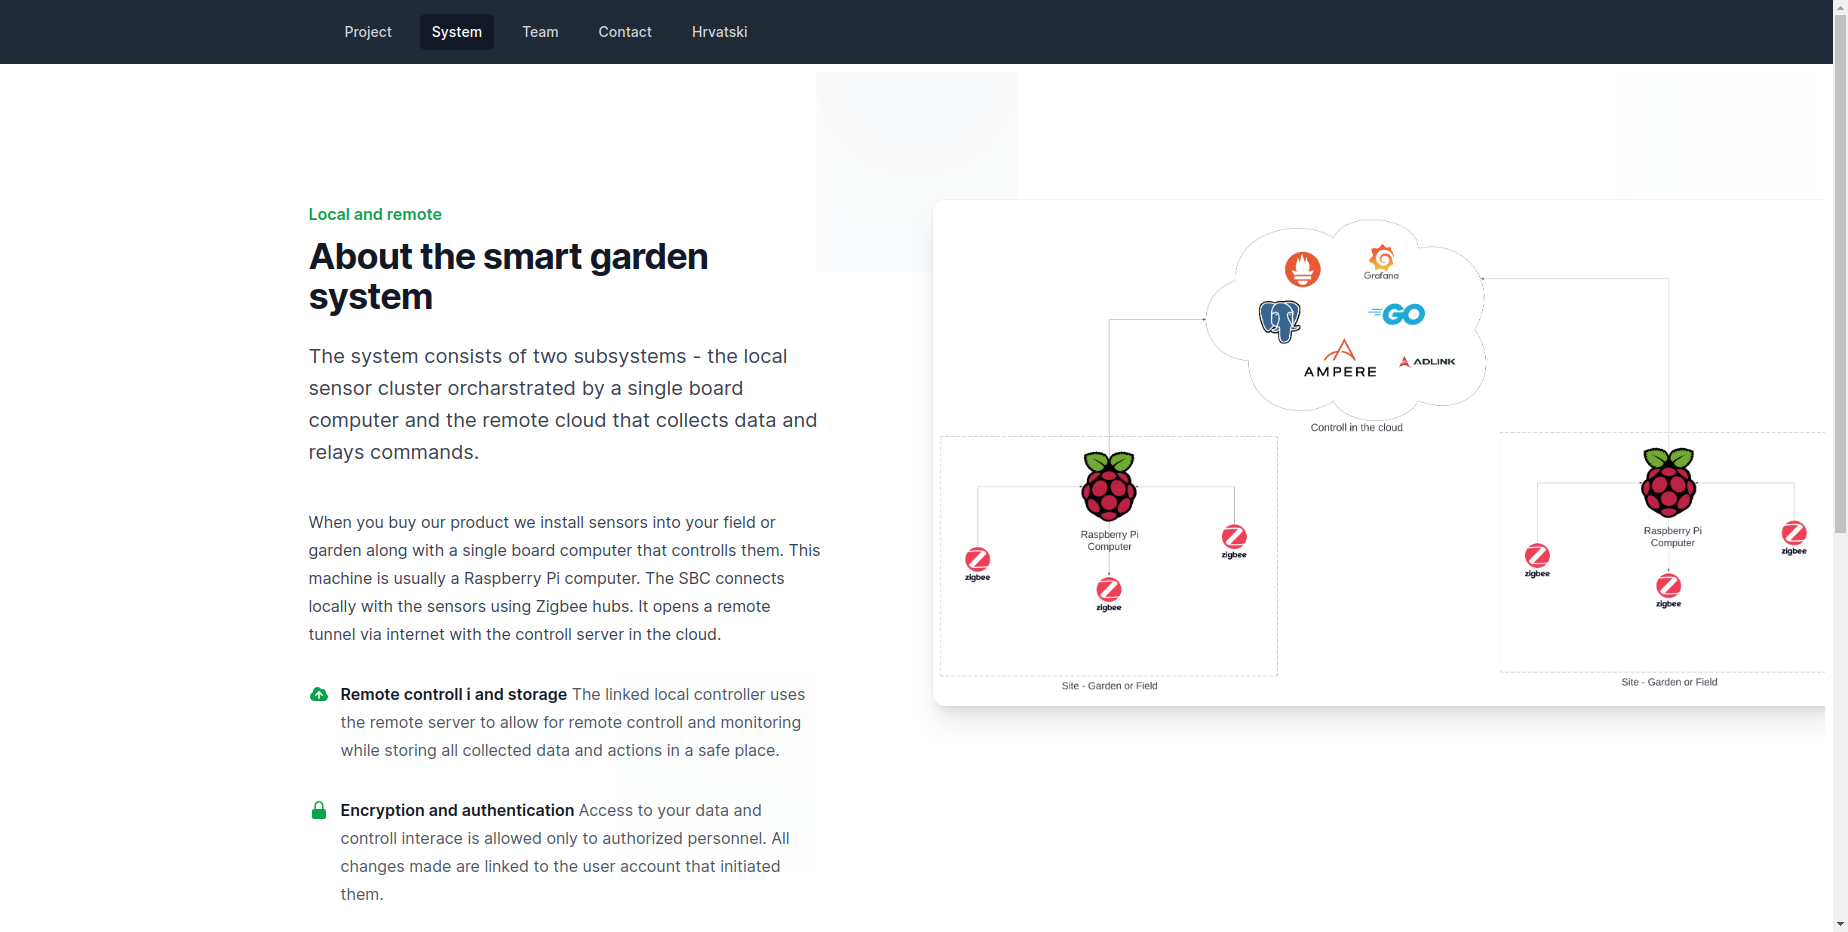 Project System Team Contact Hrvatski
Local and remote
About the smart garden
system
The system consists of two subsystems - the local
sensor cluster orcharstrated by a single board
computer and the remote cloud that collects data and
relays commands.
When you buy our product we install sensors into your field or
garden along with a single board computer that controlls them. This
machine is usually a Raspberry Pi computer. The SBC connects
locally with the sensors using Zigbee hubs. It opens a remote
tunnel via internet with the controll server in the cloud.
Remote controll i and storage The linked local controller uses
the remote server to allow for remote controll and monitoring
while storing all collected data and actions in a safe place.
Encryption and authentication Access to your data and
controll interace is allowed only to authorized personnel. All
changes made are linked to the user account that initiated
them.
Grafana
GO
AMPERE
ADLINK
Controll in the cloud
Raspberry Pi
Computer
zigbee
zigbee
zigbee
Site - Garden or Field
Raspberry Pi
Computer
zigbee
zigbee
zigbee
Site - Garden or Field